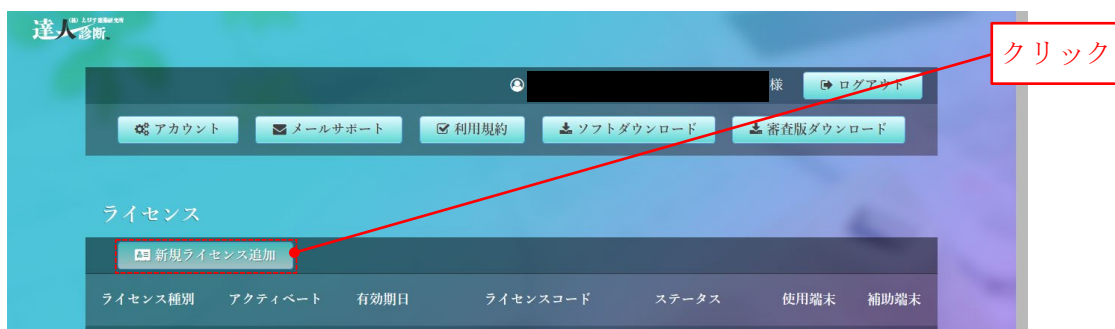 達人診断
クリック
様
ログアウト
アカウント
メールサポート
利用規約
ソフトダウンロード
審査版ダウンロード
ライセンス
新規ライセンス追加
ライセンス種別 アクティベート 有効期日 ライセンスコード ステータス 使用端末 補助端末